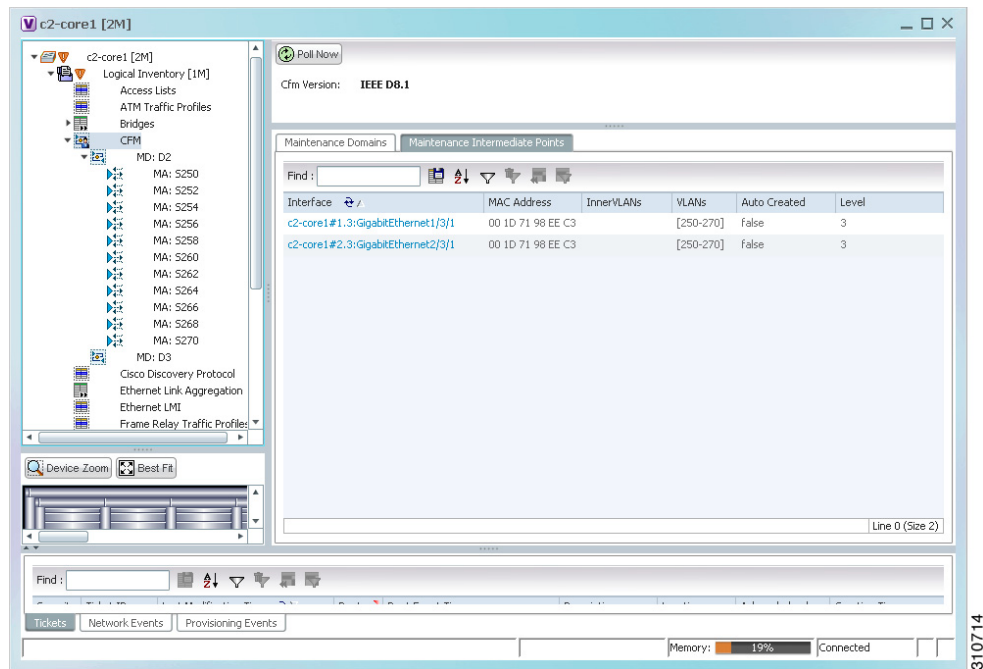 c2-core1 [2M]
c2-core1 [2M]
Logical Inventory [1M]
Access Lists
ATM Traffic Profiles
Bridges
CFM
MD: D2
MA: S250
MA: S252
MA: S254
MA: S256
MA: S258
MA: S260
MA: S262
MA: S264
MA: S266
MA: S268
MA: S270
MD: D3
Cisco Discovery Protocol
Ethernet Link Aggregation
Ethernet LMI
Frame Relay Traffic Profiles
Device Zoom Best Fit
Poll Now
Cfm Version: IEEE D8.1
Maintenance Domains Maintenance Intermediate Points
Find :
Interface MAC Address InnerVLANs VLANs Auto Created Level
c2-core1#1.3:GigabitEthernet1/3/1 00 1D 71 98 EE C3 [250-270] false 3
c2-core1#2.3:GigabitEthernet2/3/1 00 1D 71 98 EE C3 [250-270] false 3
Line 0 (Size 2)
Find :
Tickets Network Events Provisioning Events
Memory: 19% Connected
310714